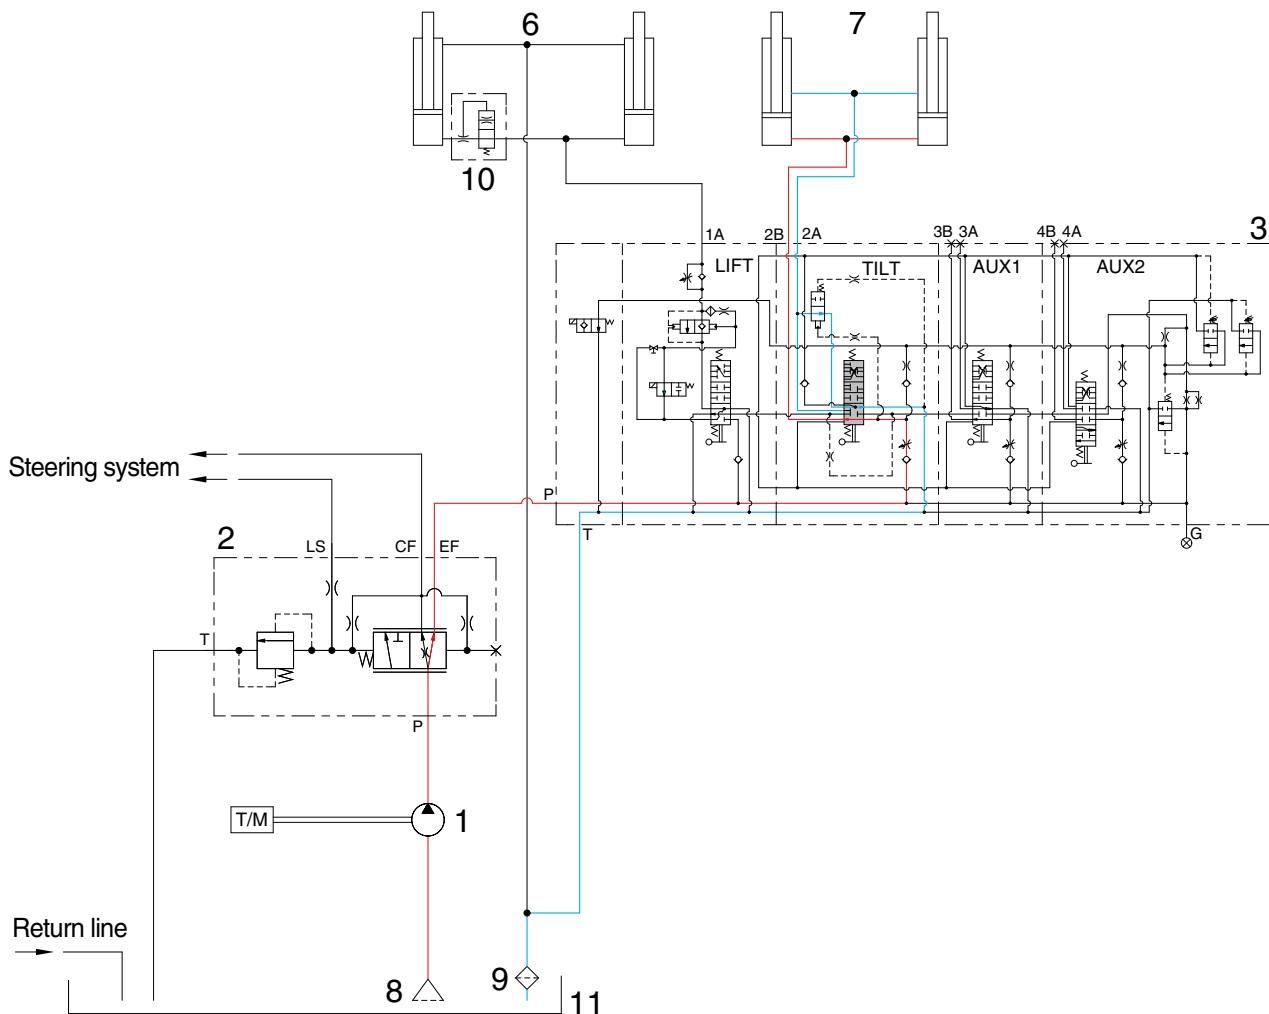 6
7
10
3
1A
2B
2A
3B
3A
4B
4A
LIFT
TILT
AUX1
AUX2
Steering system
P
T
G
2
LS
CF
EF
T
P
T/M
1
Return line
8
9
11